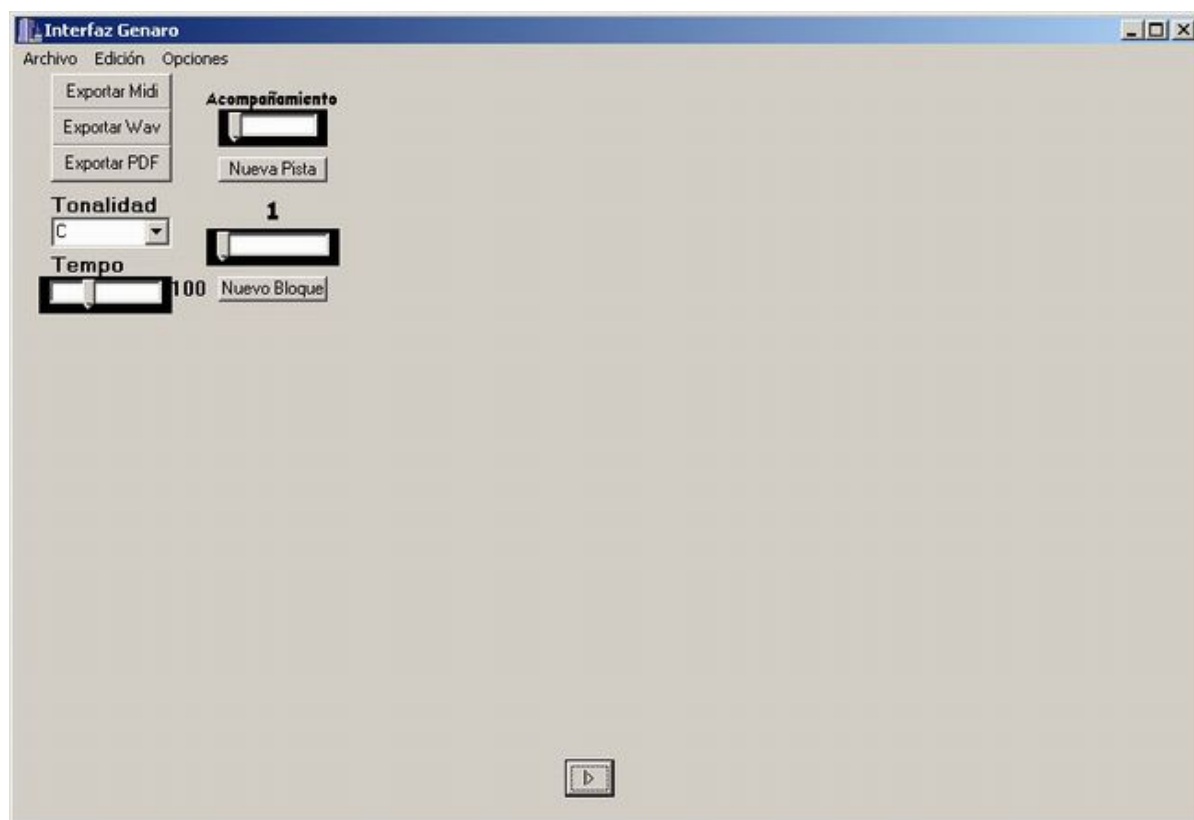 Interfaz Genaro
Archivo Edición Opciones
Exportar Midi
Exportar Wav
Exportar PDF
Tonalidad
C
Tempo
100
Acompañamiento
Nueva Pista
1
Nuevo Bloque